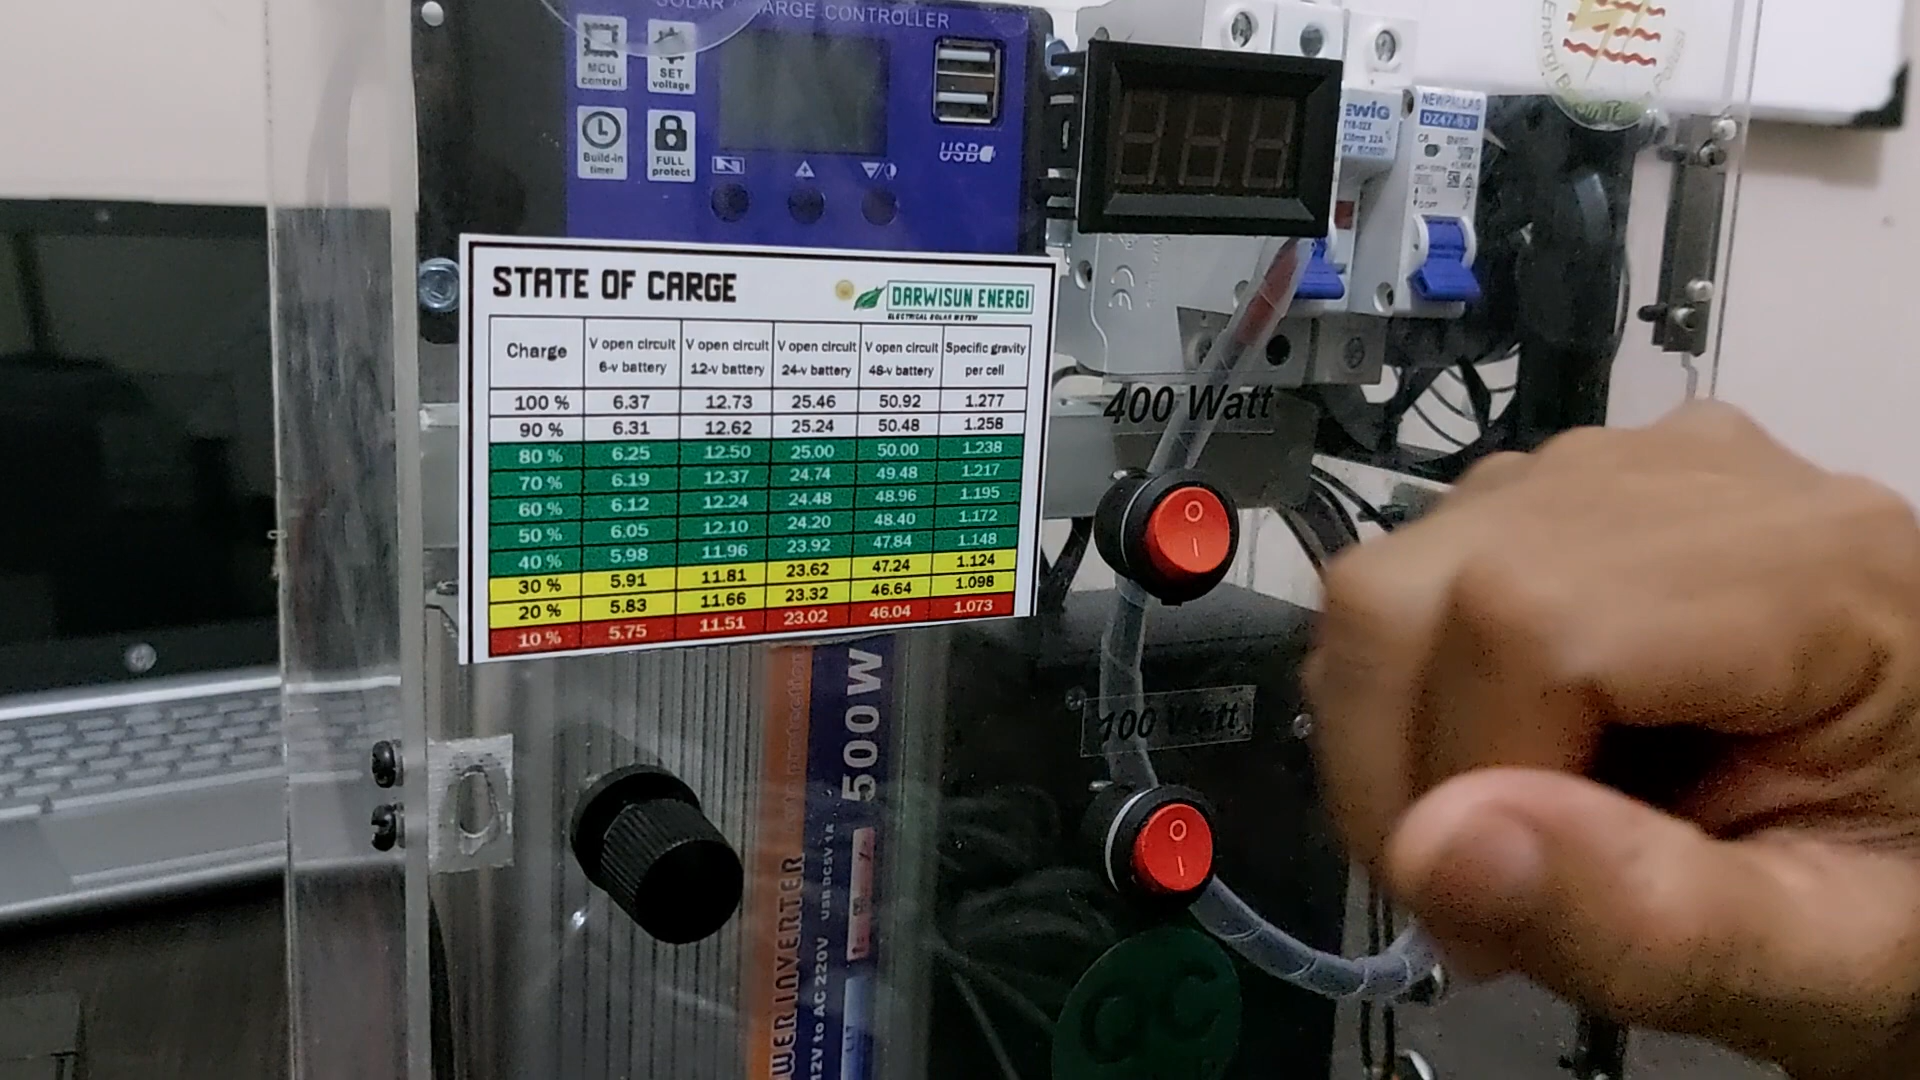 CHARGE CONTROLLER
MCU
control
SET
voltage
Build-in
timer
FULL
protect
USB
NEWPALLAS
DZ47-63
C6
STATE OF CARGE
DARWISUN ENERGI
Charge V open circuit 6-v battery V open circuit 12-v battery V open circuit 24-v battery V open circuit 48-v battery Specific gravity per cell
100 % 6.37 12.73 25.46 50.92 1.277
90 % 6.31 12.62 25.24 50.48 1.258
80 % 6.25 12.50 25.00 50.00 1.238
70 % 6.19 12.37 24.74 49.48 1.217
60 % 6.12 12.24 24.48 48.96 1.195
50 % 6.05 12.10 24.20 48.40 1.172
40 % 5.98 11.96 23.92 47.84 1.148
30 % 5.91 11.81 23.62 47.24 1.124
20 % 5.83 11.66 23.32 46.64 1.098
10 % 5.75 11.51 23.02 46.04 1.073
400 Watt
O
I
100 Watt
O
I
500W
WER INVERTER
12V to AC 220V USB DC5V 1A
QC
hp